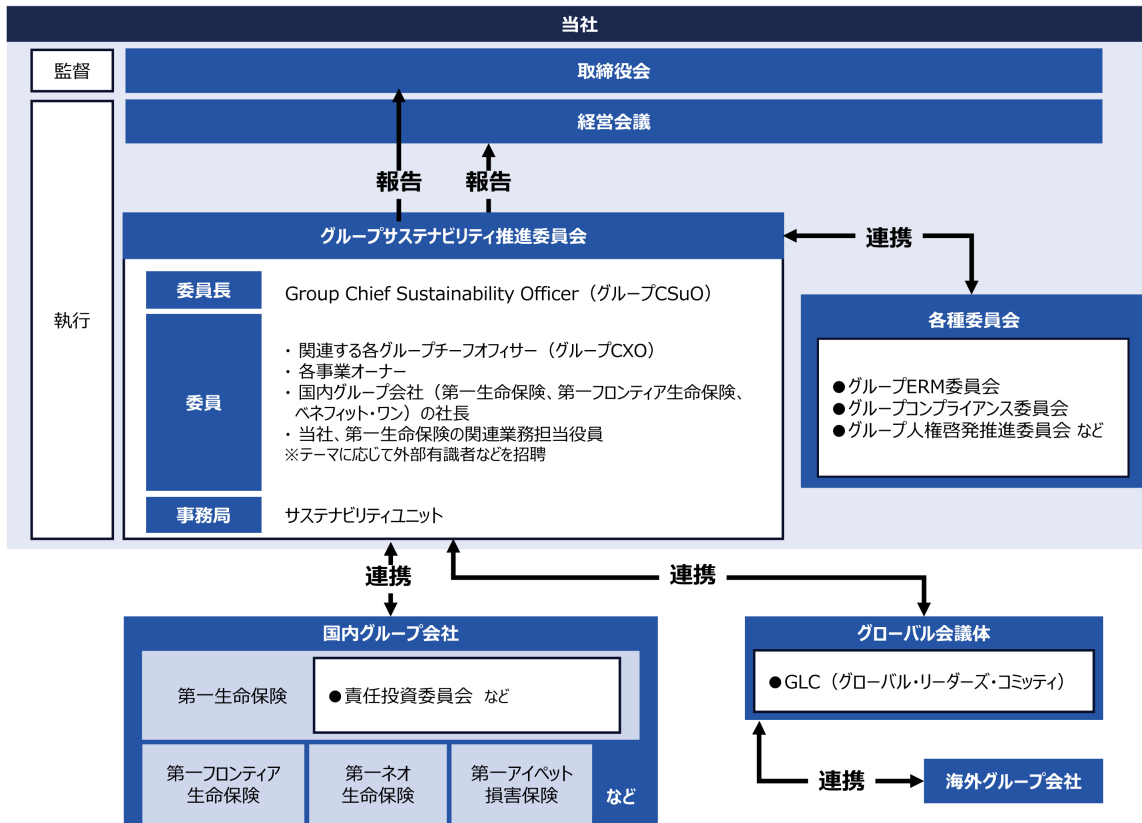 当社
監督
取締役会
執行
経営会議
報告
報告
グループサステナビリティ推進委員会
連携
委員長
Group Chief Sustainability Officer（グループCSuO）
委員
・ 関連する各グループチーフオフィサー（グループCXO）
・ 各事業オーナー
・ 国内グループ会社（第一生命保険、第一フロンティア生命保険、
ベネフィット・ワン）の社長
・ 当社、第一生命保険の関連業務担当役員
※テーマに応じて外部有識者などを招聘
事務局
サステナビリティユニット
各種委員会
●グループERM委員会
●グループコンプライアンス委員会
●グループ人権啓発推進委員会 など
連携
連携
国内グループ会社
第一生命保険
●責任投資委員会 など
第一フロンティア
生命保険
第一ネオ
生命保険
第一アイペット
損害保険
など
グローバル会議体
●GLC（グローバル・リーダーズ・コミッティ）
連携
海外グループ会社